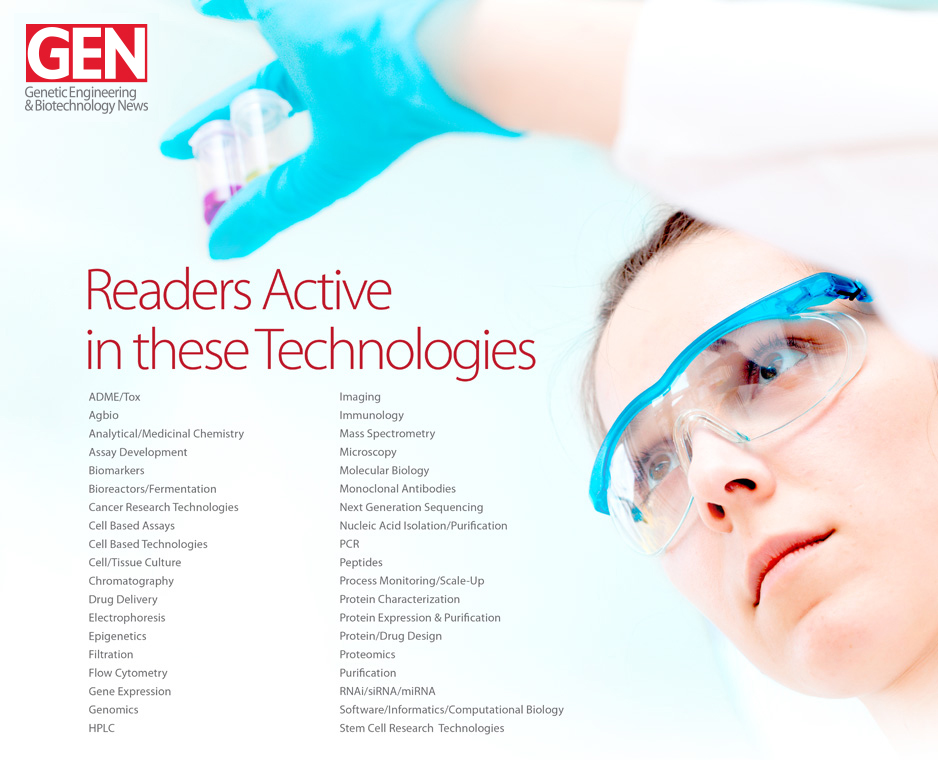 GEN
Genetic Engineering
& Biotechnology News
Readers Active
in these Technologies
ADME/Tox
Agbio
Analytical/Medicinal Chemistry
Assay Development
Biomarkers
Bioreactors/Fermentation
Cancer Research Technologies
Cell Based Assays
Cell Based Technologies
Cell/Tissue Culture
Chromatography
Drug Delivery
Electrophoresis
Epigenetics
Filtration
Flow Cytometry
Gene Expression
Genomics
HPLC
Imaging
Immunology
Mass Spectrometry
Microscopy
Molecular Biology
Monoclonal Antibodies
Next Generation Sequencing
Nucleic Acid Isolation/Purification
PCR
Peptides
Process Monitoring/Scale-Up
Protein Characterization
Protein Expression & Purification
Protein/Drug Design
Proteomics
Purification
RNAi/siRNA/miRNA
Software/Informatics/Computational Biology
Stem Cell Research Technologies